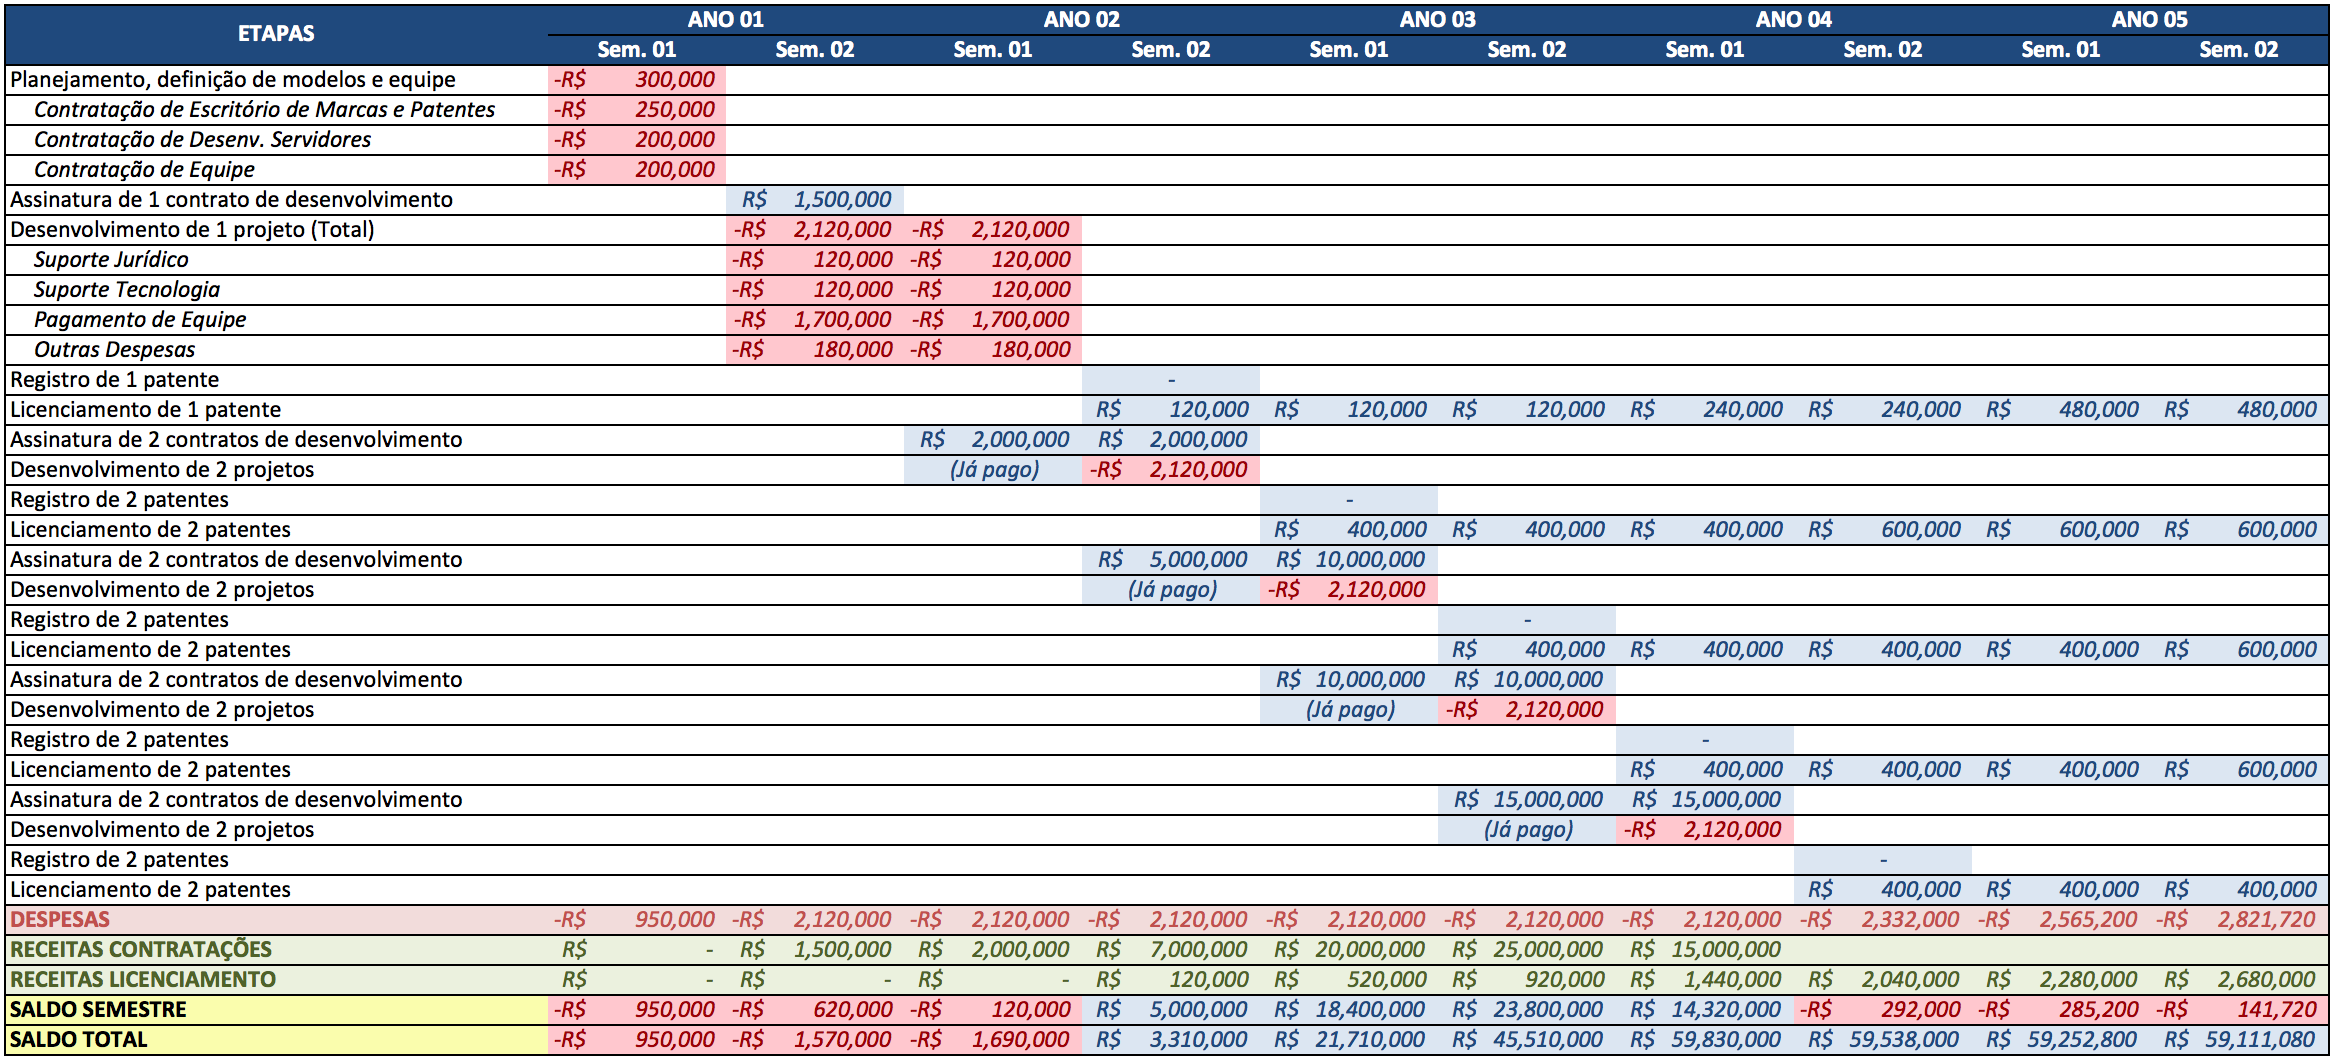 ETAPAS ANO 01 ANO 02 ANO 03 ANO 04 ANO 05
Sem. 01 Sem. 02 Sem. 01 Sem. 02 Sem. 01 Sem. 02 Sem. 01 Sem. 02 Sem. 01 Sem. 02
Planejamento, definição de modelos e equipe -R$ 300,000
Contratação de Escritório de Marcas e Patentes -R$ 250,000
Contratação de Desenv. Servidores -R$ 200,000
Contratação de Equipe -R$ 200,000
Assinatura de 1 contrato de desenvolvimento R$ 1,500,000
Desenvolvimento de 1 projeto (Total) -R$ 2,120,000 -R$ 2,120,000
Suporte Jurídico -R$ 120,000 -R$ 120,000
Suporte Tecnologia -R$ 120,000 -R$ 120,000
Pagamento de Equipe -R$ 1,700,000 -R$ 1,700,000
Outras Despesas -R$ 180,000 -R$ 180,000
Registro de 1 patente -
Licenciamento de 1 patente R$ 120,000 R$ 120,000 R$ 120,000 R$ 240,000 R$ 240,000 R$ 480,000 R$ 480,000
Assinatura de 2 contratos de desenvolvimento R$ 2,000,000 R$ 2,000,000
Desenvolvimento de 2 projetos (Já pago) -R$ 2,120,000
Registro de 2 patentes -
Licenciamento de 2 patentes R$ 400,000 R$ 400,000 R$ 400,000 R$ 600,000 R$ 600,000 R$ 600,000
Assinatura de 2 contratos de desenvolvimento R$ 5,000,000 R$ 10,000,000
Desenvolvimento de 2 projetos (Já pago) -R$ 2,120,000
Registro de 2 patentes -
Licenciamento de 2 patentes R$ 400,000 R$ 400,000 R$ 400,000 R$ 400,000 R$ 600,000
Assinatura de 2 contratos de desenvolvimento R$ 10,000,000 R$ 10,000,000
Desenvolvimento de 2 projetos (Já pago) -R$ 2,120,000
Registro de 2 patentes -
Licenciamento de 2 patentes R$ 400,000 R$ 400,000 R$ 400,000 R$ 600,000
Assinatura de 2 contratos de desenvolvimento R$ 15,000,000 R$ 15,000,000
Desenvolvimento de 2 projetos (Já pago) -R$ 2,120,000
Registro de 2 patentes -
Licenciamento de 2 patentes R$ 400,000 R$ 400,000 R$ 400,000
DESPESAS -R$ 950,000 -R$ 2,120,000 -R$ 2,120,000 -R$ 2,120,000 -R$ 2,120,000 -R$ 2,120,000 -R$ 2,120,000 -R$ 2,332,000 -R$ 2,565,200 -R$ 2,821,720
RECEITAS CONTRATAÇÕES R$ - R$ 1,500,000 R$ 2,000,000 R$ 7,000,000 R$ 20,000,000 R$ 25,000,000 R$ 15,000,000
RECEITAS LICENCIAMENTO R$ - R$ - R$ - R$ 120,000 R$ 520,000 R$ 920,000 R$ 1,440,000 R$ 2,040,000 R$ 2,280,000 R$ 2,680,000
SALDO SEMESTRE -R$ 950,000 -R$ 620,000 -R$ 120,000 R$ 5,000,000 R$ 18,400,000 R$ 23,800,000 R$ 14,320,000 -R$ 292,000 -R$ 285,200 -R$ 141,720
SALDO TOTAL -R$ 950,000 -R$ 1,570,000 -R$ 1,690,000 R$ 3,310,000 R$ 21,710,000 R$ 45,510,000 R$ 59,830,000 R$ 59,538,000 R$ 59,252,800 R$ 59,111,080